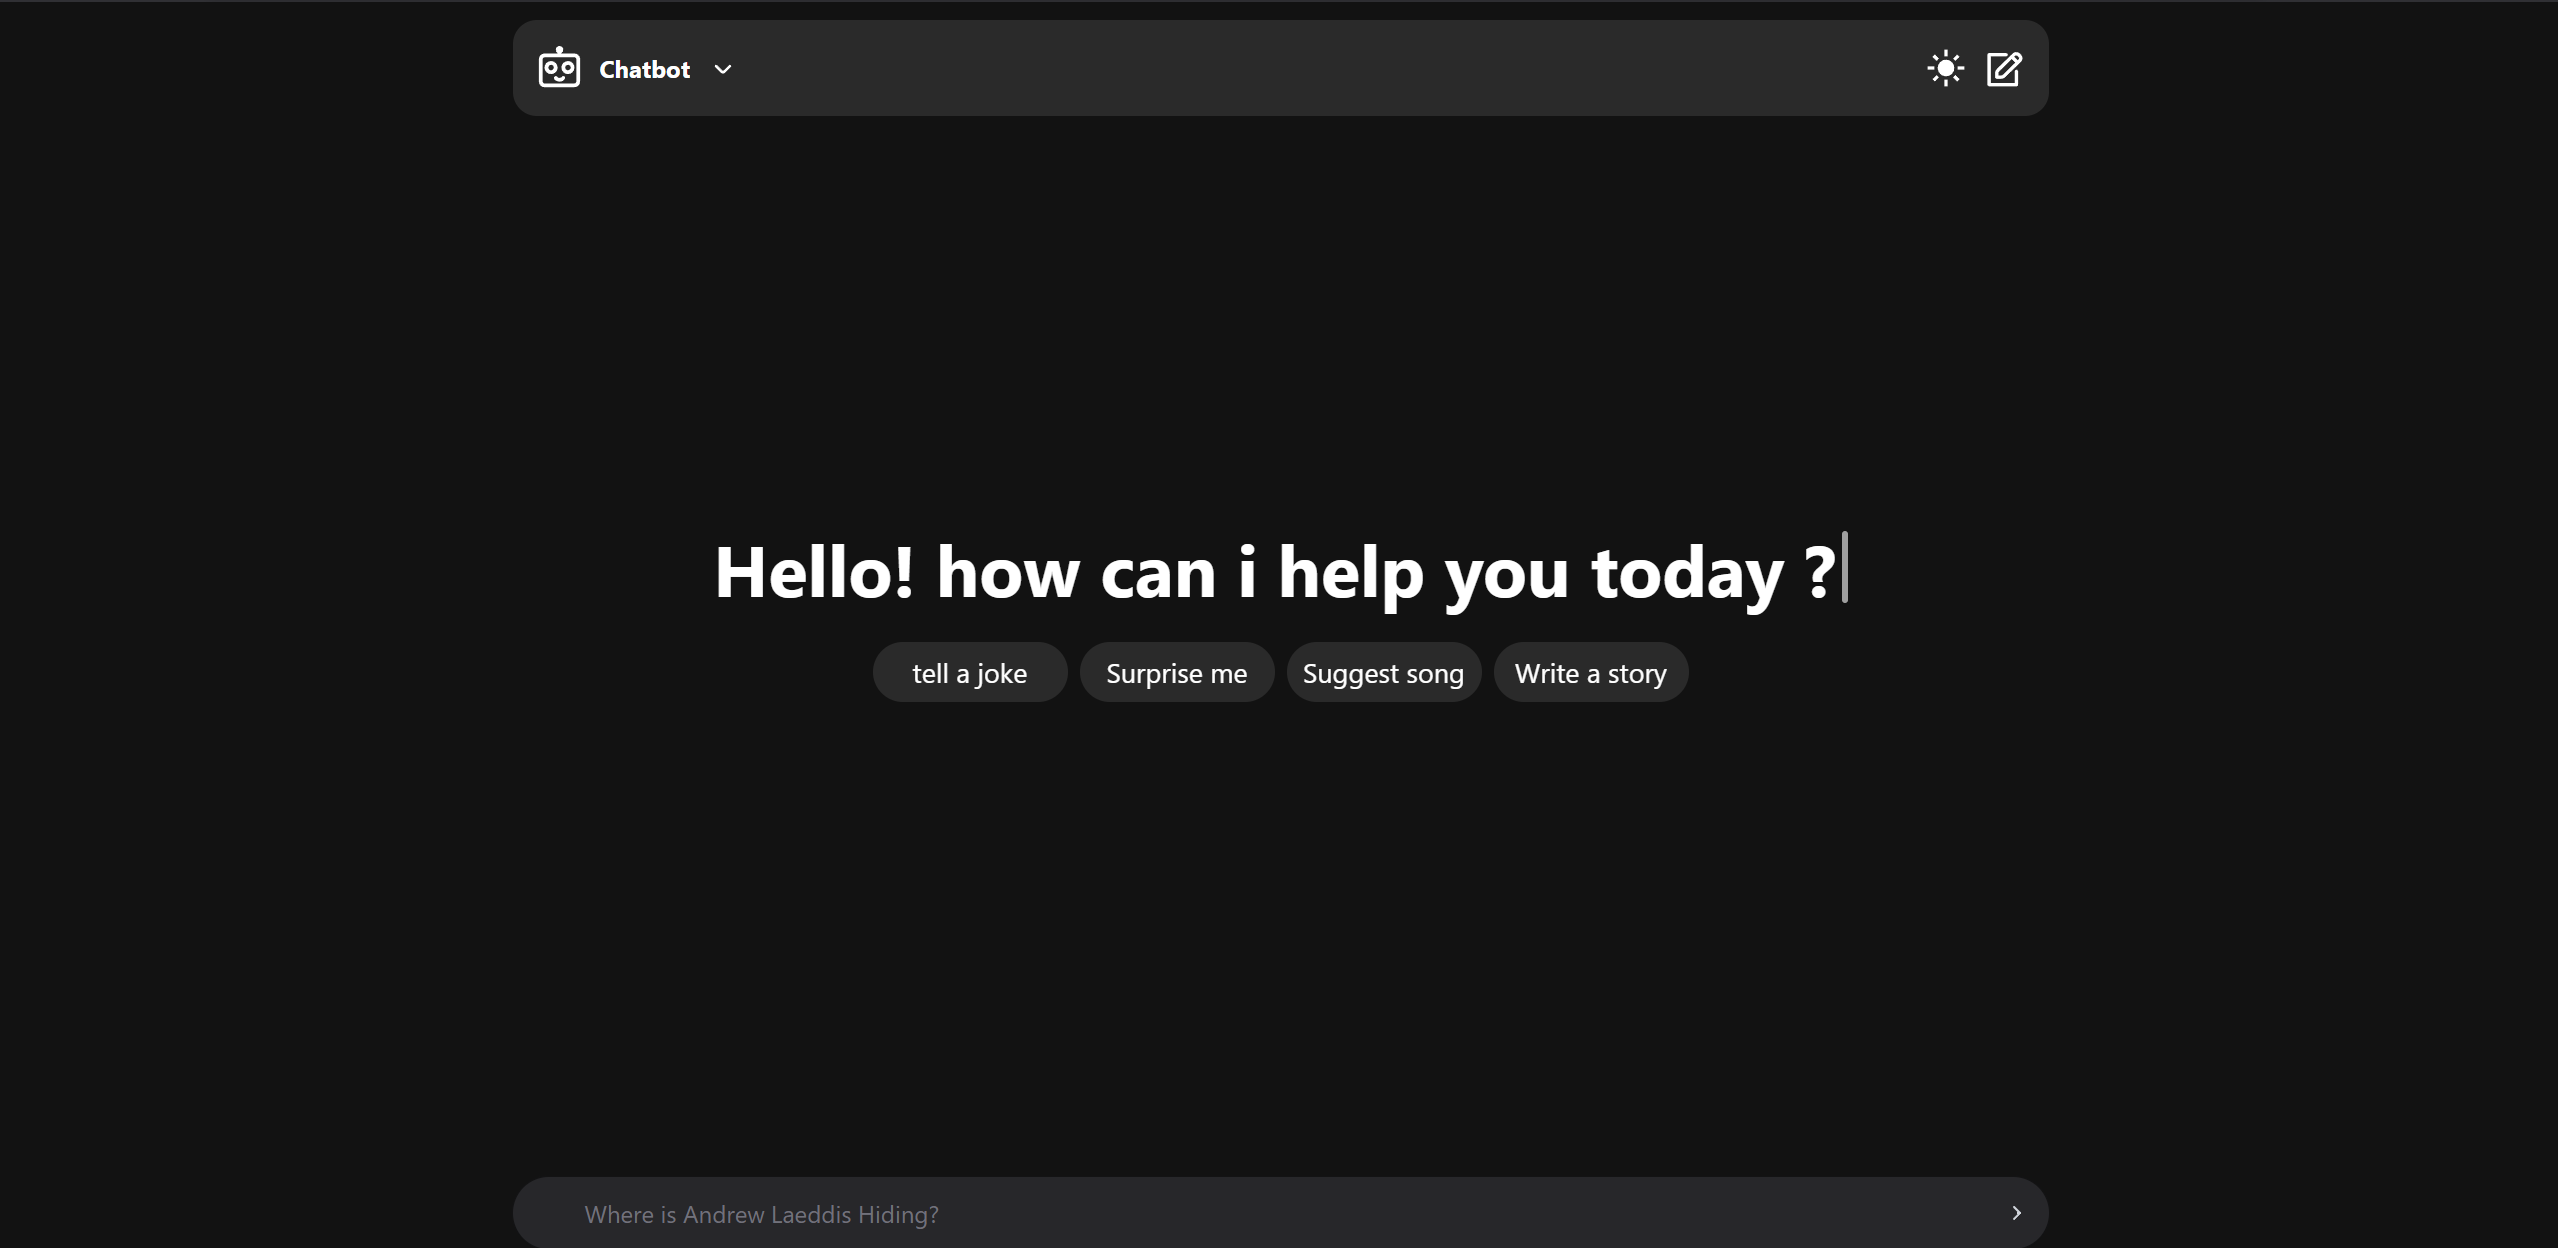 Chatbot
Hello! how can i help you today ?
tell a joke Surprise me Suggest song Write a story
Where is Andrew Laeddis Hiding?